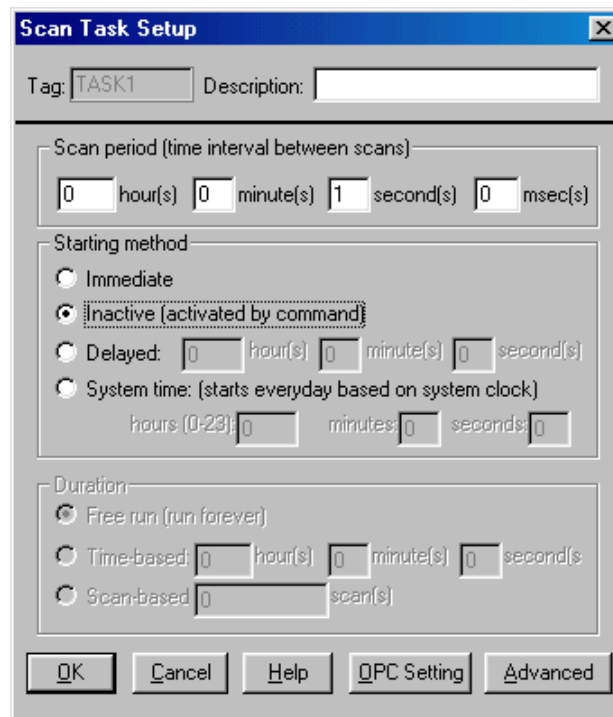 Scan Task Setup
Tag: TASK1 Description:
Scan period (time interval between scans)
0 hour(s) 0 minute(s) 1 second(s) 0 msec(s)
Starting method
Immediate
Inactive (activated by command)
Delayed: 0 hour(s) 0 minute(s) 0 second(s)
System time: (starts everyday based on system clock)
hours (0-23): 0 minutes: 0 seconds: 0
Duration
Free run (run forever)
Time-based: 0 hour(s) 0 minute(s) 0 second(s
Scan-based 0 scan(s)
OK Cancel Help OPC Setting Advanced